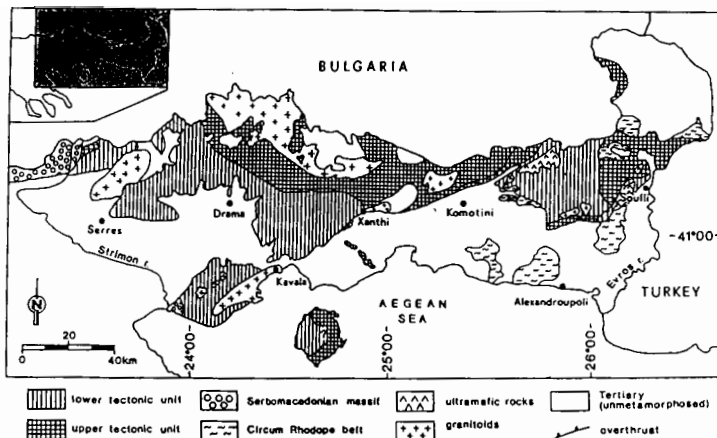 BULGARIA
Serres
Drama
Xanthi
Komotini
Strimon r.
Kavala
AEGEAN
SEA
Alexandroupoli
Evros r.
TURKEY
41°00
24°00
25°00
26°00
N
20
0
40km
lower tectonic unit
Serbomacedonian massif
ultramafic rocks
Tertiary
(unmetamorphosed)
upper tectonic unit
Circum Rhodope belt
granitoids
overthrust